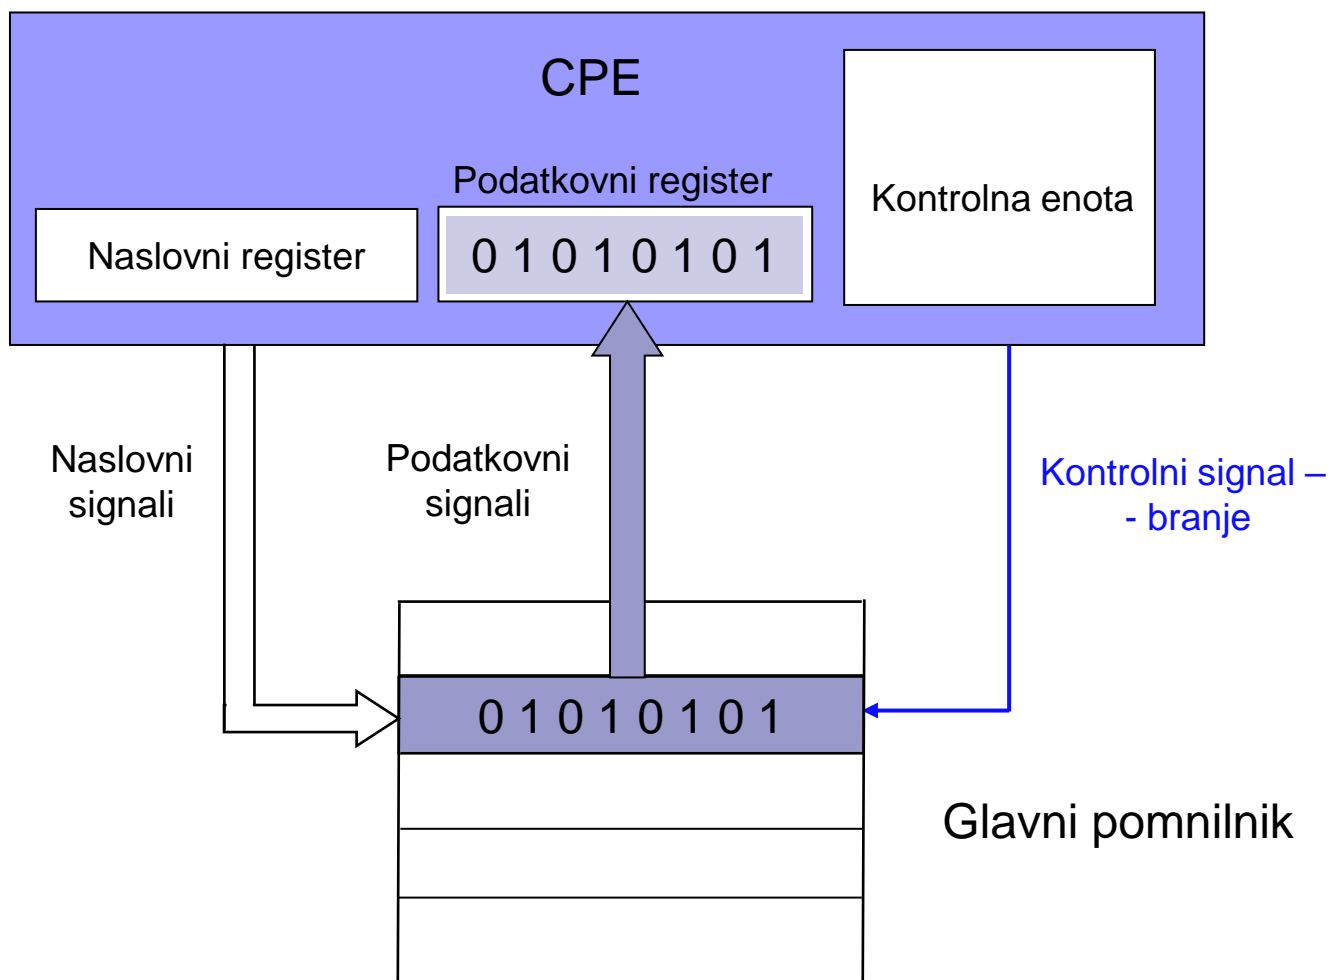 CPE
Podatkovni register
Kontrolna enota
Naslovni register
0 1 0 1 0 1 0 1
Naslovni
signali
Podatkovni
signali
Kontrolni signal –
- branje
0 1 0 1 0 1 0 1
Glavni pomnilnik